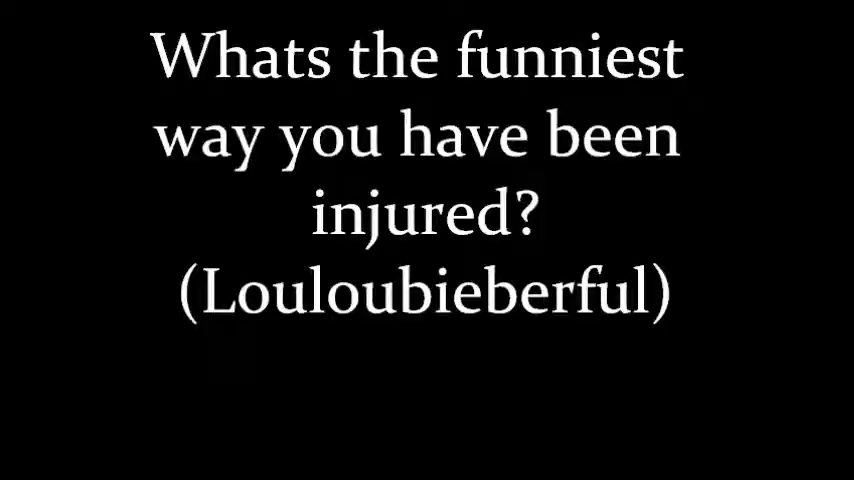 Whats the funniest
way you have been
injured?
(Louloubieberful)